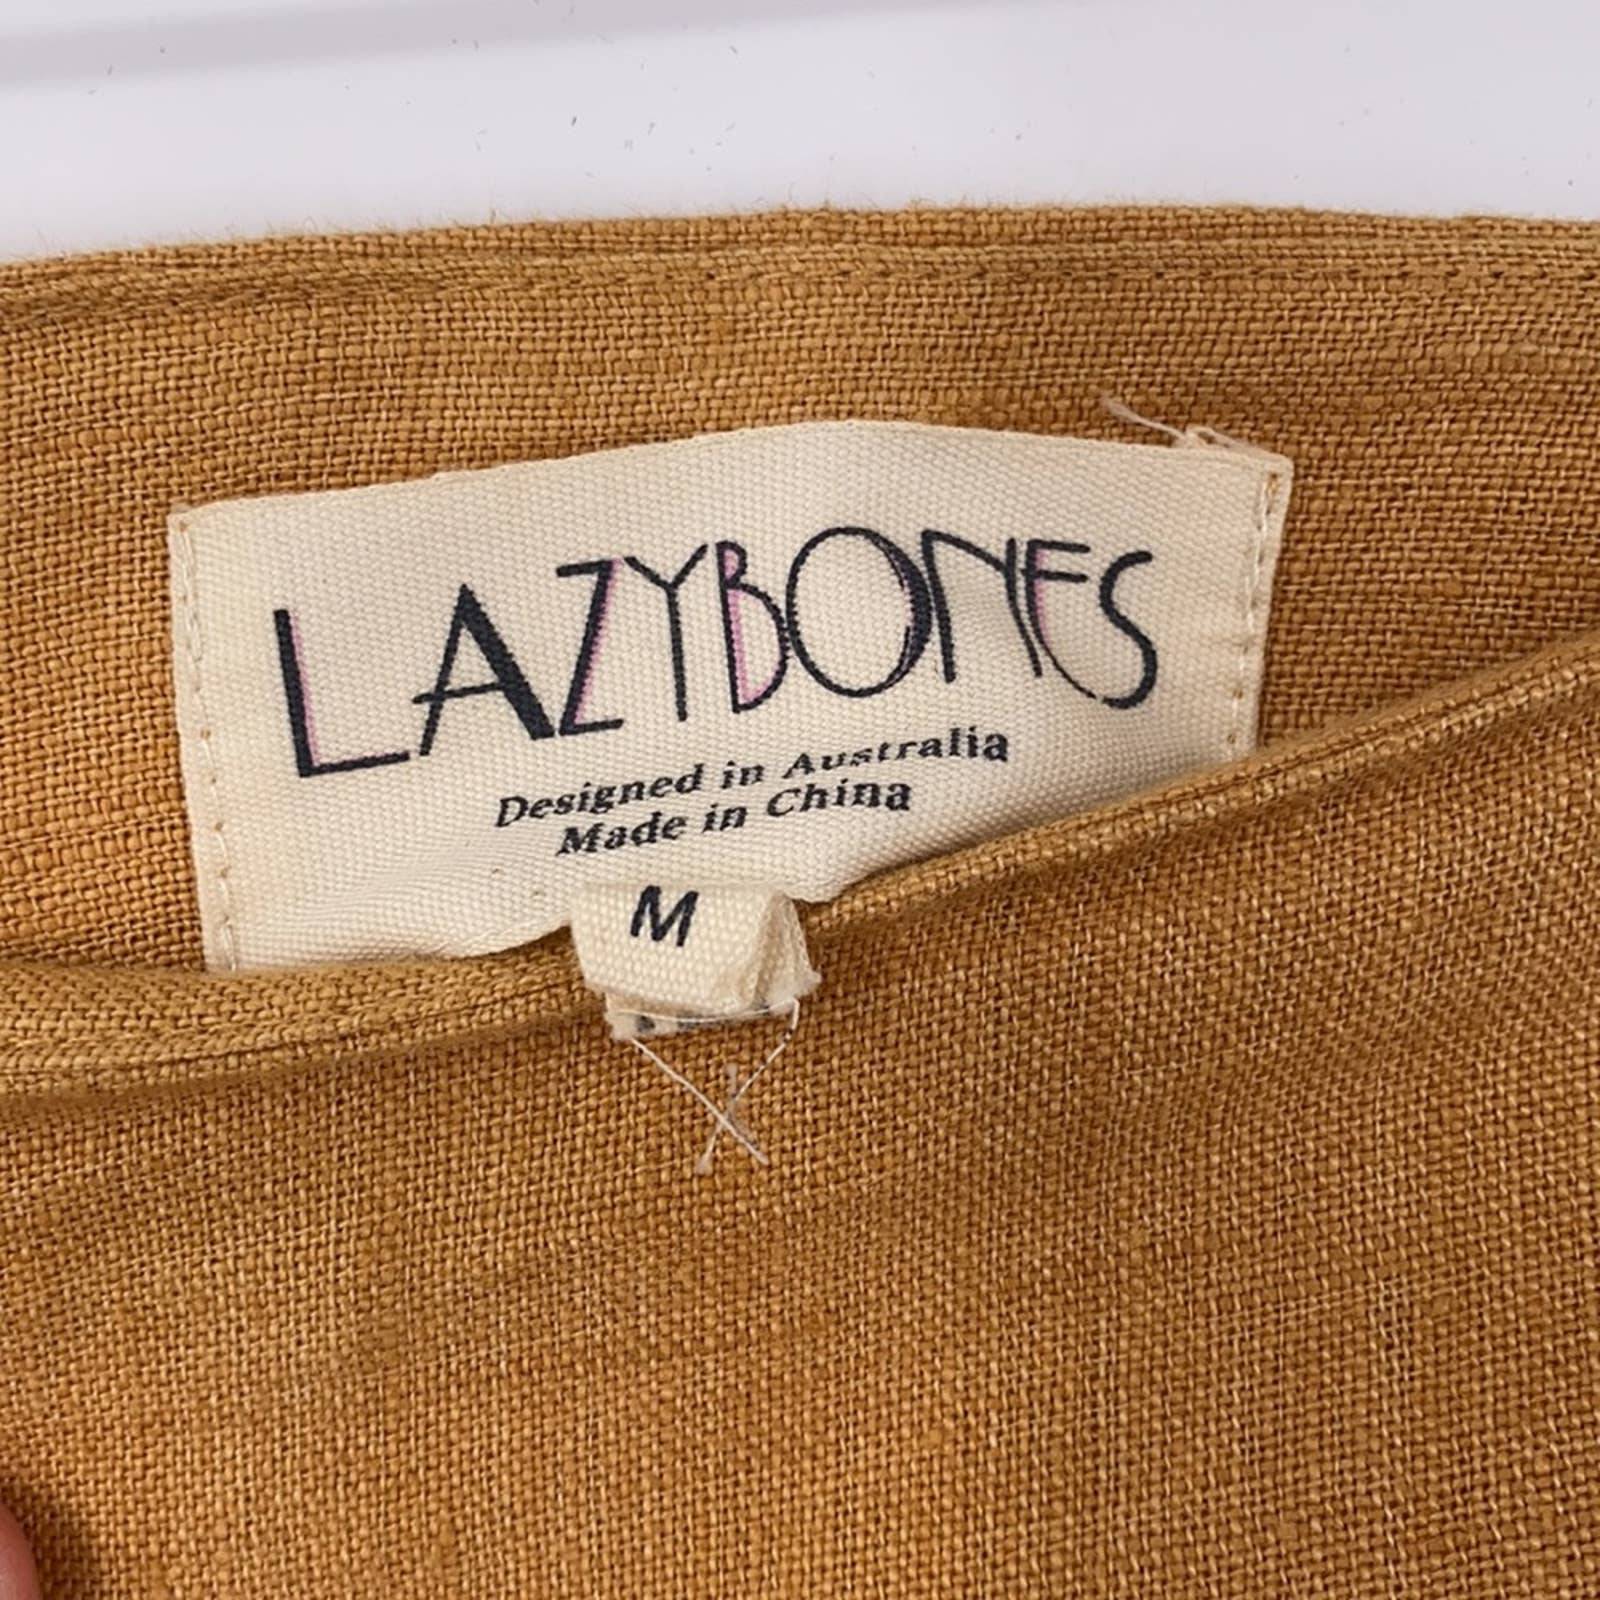 LAZYBONES
Designed in Australia
Made in China
M